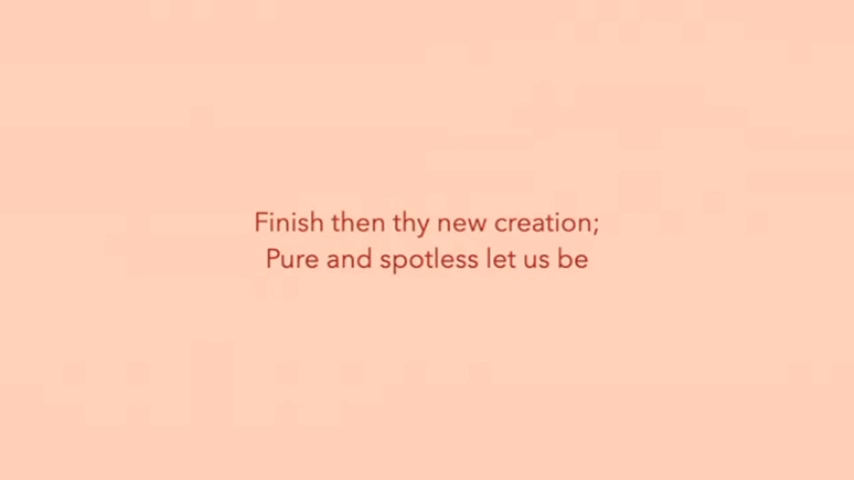 Finish then thy new creation;
Pure and spotless let us be